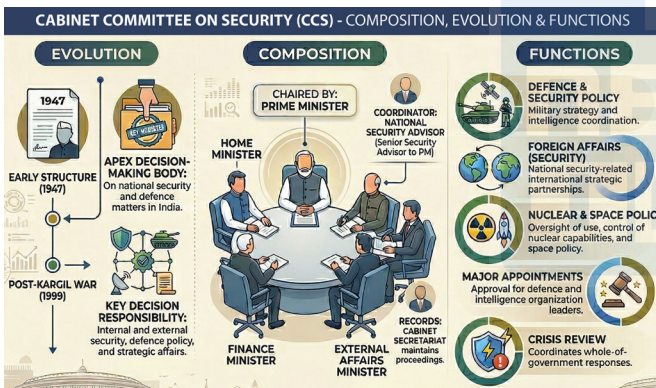 CABINET COMMITTEE ON SECURITY (CCS) - COMPOSITION, EVOLUTION & FUNCTIONS
EVOLUTION
1947
EARLY STRUCTURE
(1947)
POST-KARGIL WAR
(1999)
APEX DECISION-
MAKING BODY:
On national security
and defence
matters in India.
KEY DECISION
RESPONSIBILITY:
Internal and external
security, defence policy,
and strategic affairs.
COMPOSITION
CHAIRED BY:
PRIME MINISTER
COORDINATOR:
NATIONAL
SECURITY ADVISOR
(Senior Security
Advisor to PM)
HOME
MINISTER
FINANCE
MINISTER
EXTERNAL
AFFAIRS
MINISTER
RECORDS:
CABINET
SECRETARIAT
maintains
proceedings.
FUNCTIONS
DEFENCE &
SECURITY POLICY
Military strategy and
intelligence coordination.
FOREIGN AFFAIRS
(SECURITY)
National security-related
international strategic
partnerships.
NUCLEAR & SPACE POLIC
Oversight of use, control of
nuclear capabilities, and
space policy.
MAJOR APPOINTMENTS
Approval for defence and
intelligence organization
leaders.
CRISIS REVIEW
Coordinates whole-of-
government responses.